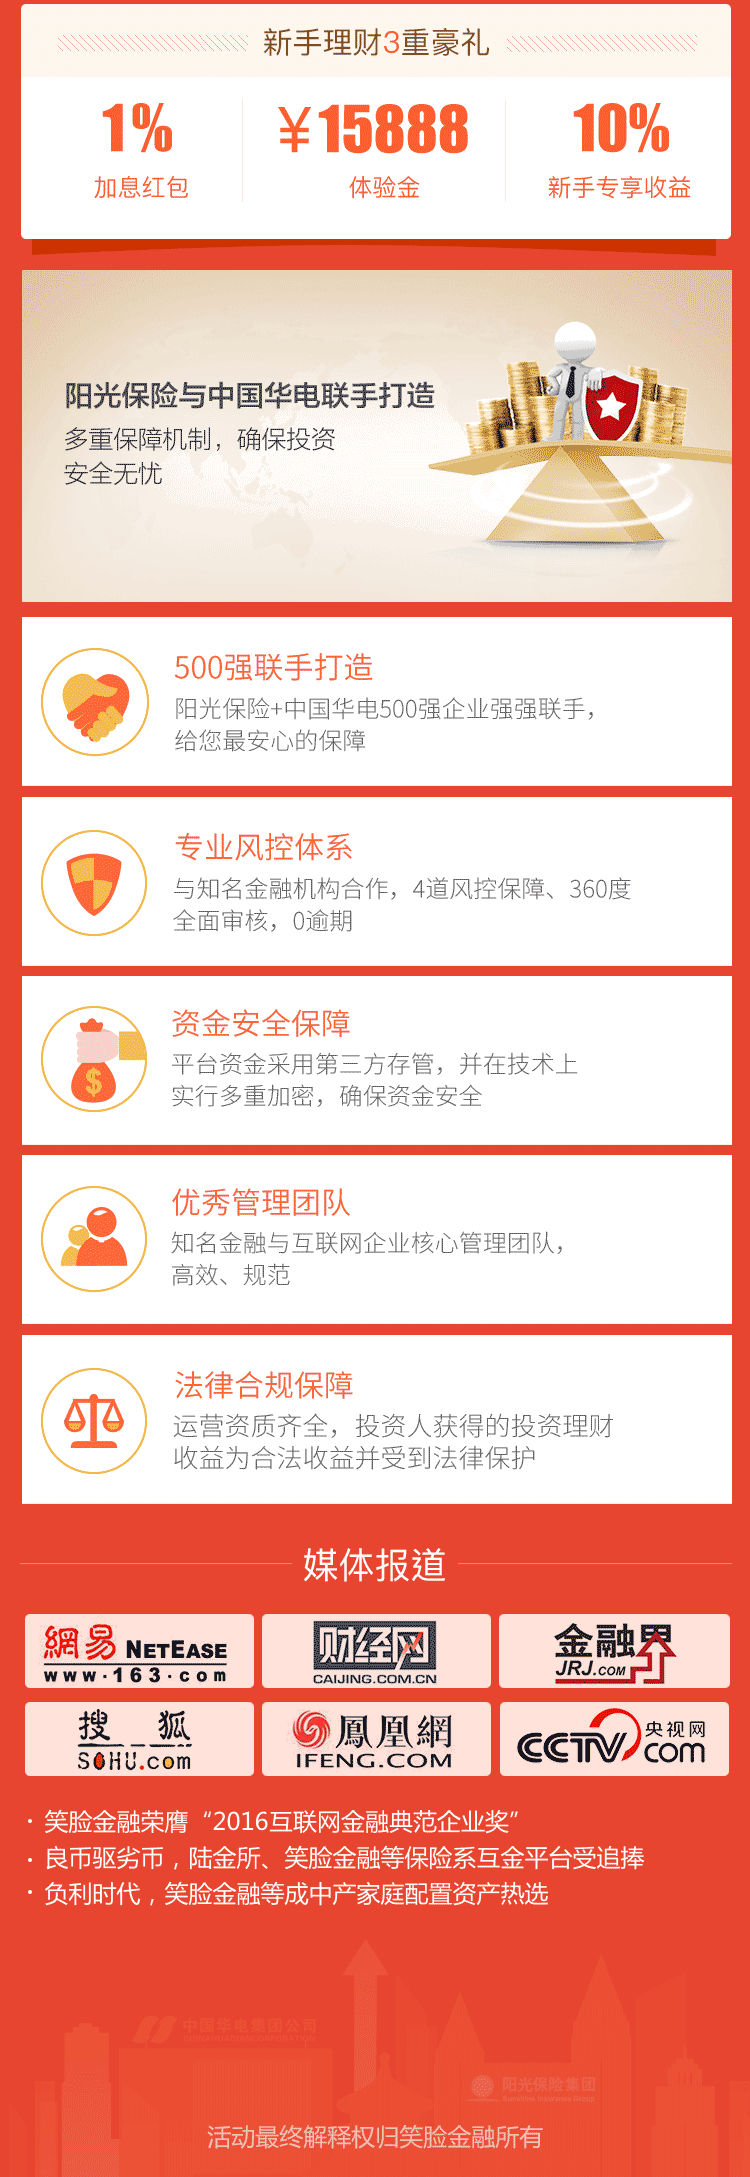 新手理财3重豪礼
1% ¥15888 10%
加息红包 体验金 新手专享收益
阳光保险与中国华电联手打造
多重保障机制，确保投资
安全无忧
500强联手打造
阳光保险+中国华电500强企业强强联手，
给您最安心的保障
专业风控体系
与知名金融机构合作，4道风控保障、360度
全面审核，0逾期
资金安全保障
$
平台资金采用第三方存管，并在技术上
实行多重加密，确保资金安全
优秀管理团队
知名金融与互联网企业核心管理团队，
高效、规范
法律合规保障
运营资质齐全，投资人获得的投资理财
收益为合法收益并受到法律保护
媒体报道
網易 NETEASE
www.163.com
财经网
CAIJING.COM.CN
金融界
JRJ.COM
搜狐
SOHU.com
鳳凰網
IFENG.COM
CCTV 央视网
com
· 笑脸金融荣膺“2016互联网金融典范企业奖”
· 良币驱劣币，陆金所、笑脸金融等保险系互金平台受追捧
· 负利时代，笑脸金融等成中产家庭配置资产热选
中国华电集团公司
CHINA HUADIAN CORPORATION
阳光保险集团
Sunshine Insurance Group
活动最终解释权归笑脸金融所有